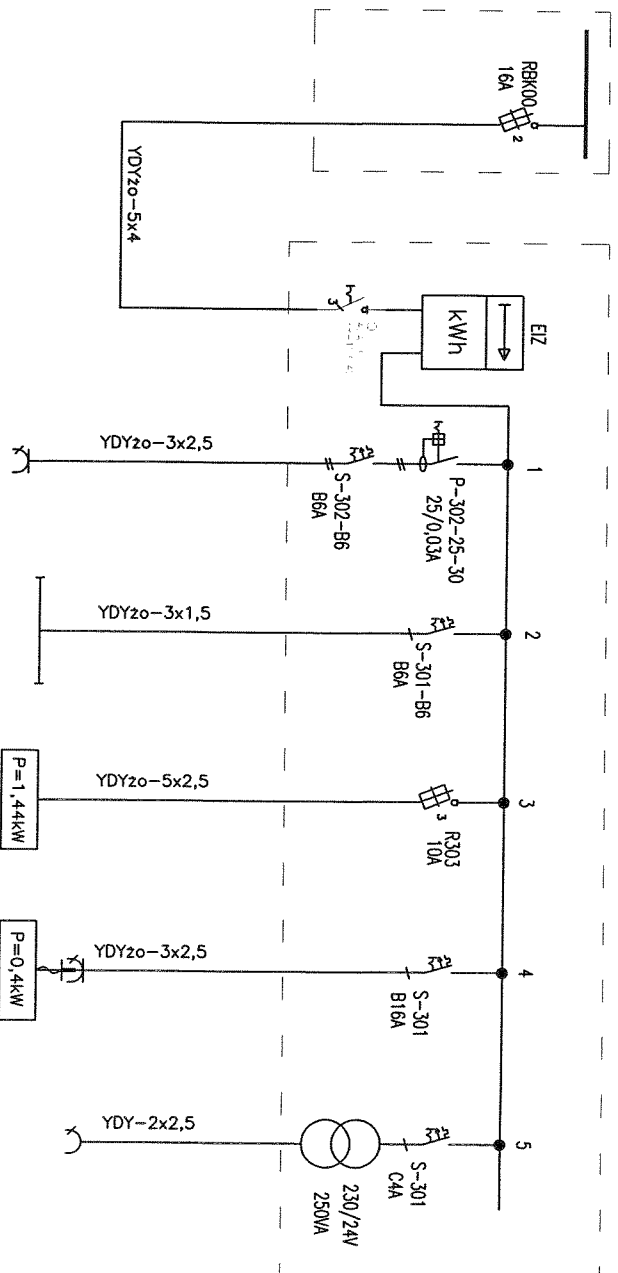 RBK00
16A
2
YDYżo-5x4
EIZ
kWh
3
1
P-302-25-30
25/0,03A
S-302-B6
B6A
YDYżo-3x2,5
2
S-301-B6
B6A
YDYżo-3x1,5
3
R303
10A
3
YDYżo-5x2,5
P=1,44kW
4
S-301
B16A
YDYżo-3x2,5
P=0,4kW
5
S-301
C4A
230/24V
250VA
YDY-2x2,5